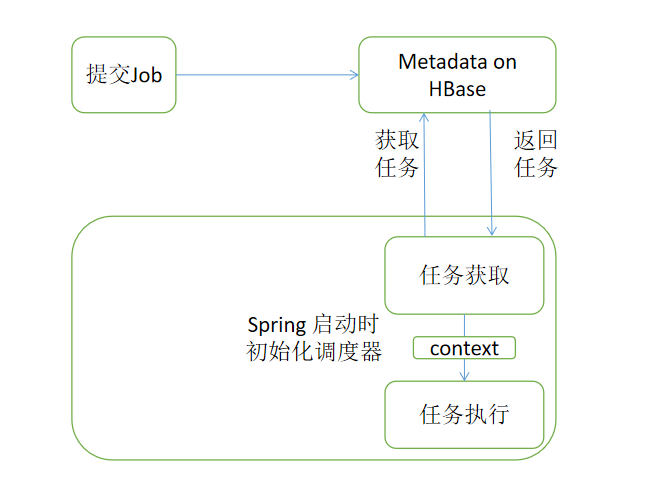 提交Job
Metadata on
HBase
获取
任务
返回
任务
任务获取
Spring 启动时
初始化调度器
context
任务执行